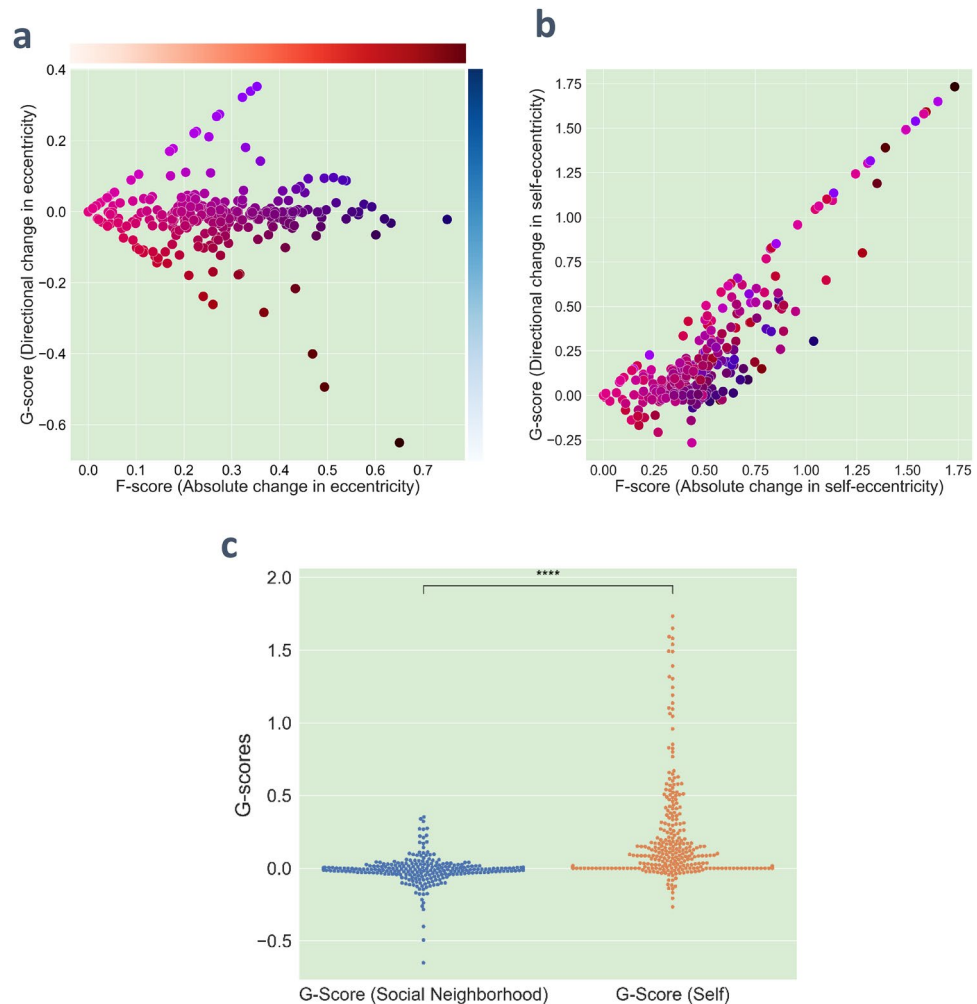 a
0.4
0.2
0.0
−0.2
−0.4
−0.6
G-score (Directional change in eccentricity)
0.0 0.1 0.2 0.3 0.4 0.5 0.6 0.7
F-score (Absolute change in eccentricity)
b
1.75
1.50
1.25
1.00
0.75
0.50
0.25
0.00
−0.25
G-score (Directional change in self-eccentricity)
0.00 0.25 0.50 0.75 1.00 1.25 1.50 1.75
F-score (Absolute change in self-eccentricity)
c
****
2.0
1.5
1.0
0.5
0.0
−0.5
G-scores
G-Score (Social Neighborhood) G-Score (Self)